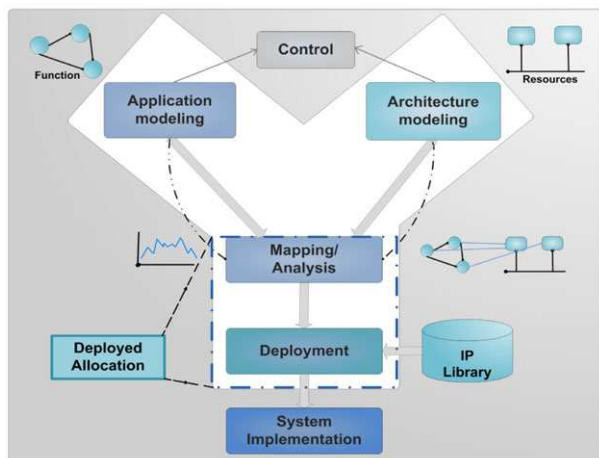 Control
Function
Resources
Application
modeling
Architecture
modeling
Mapping/
Analysis
Deployed
Allocation
Deployment
IP
Library
System
Implementation